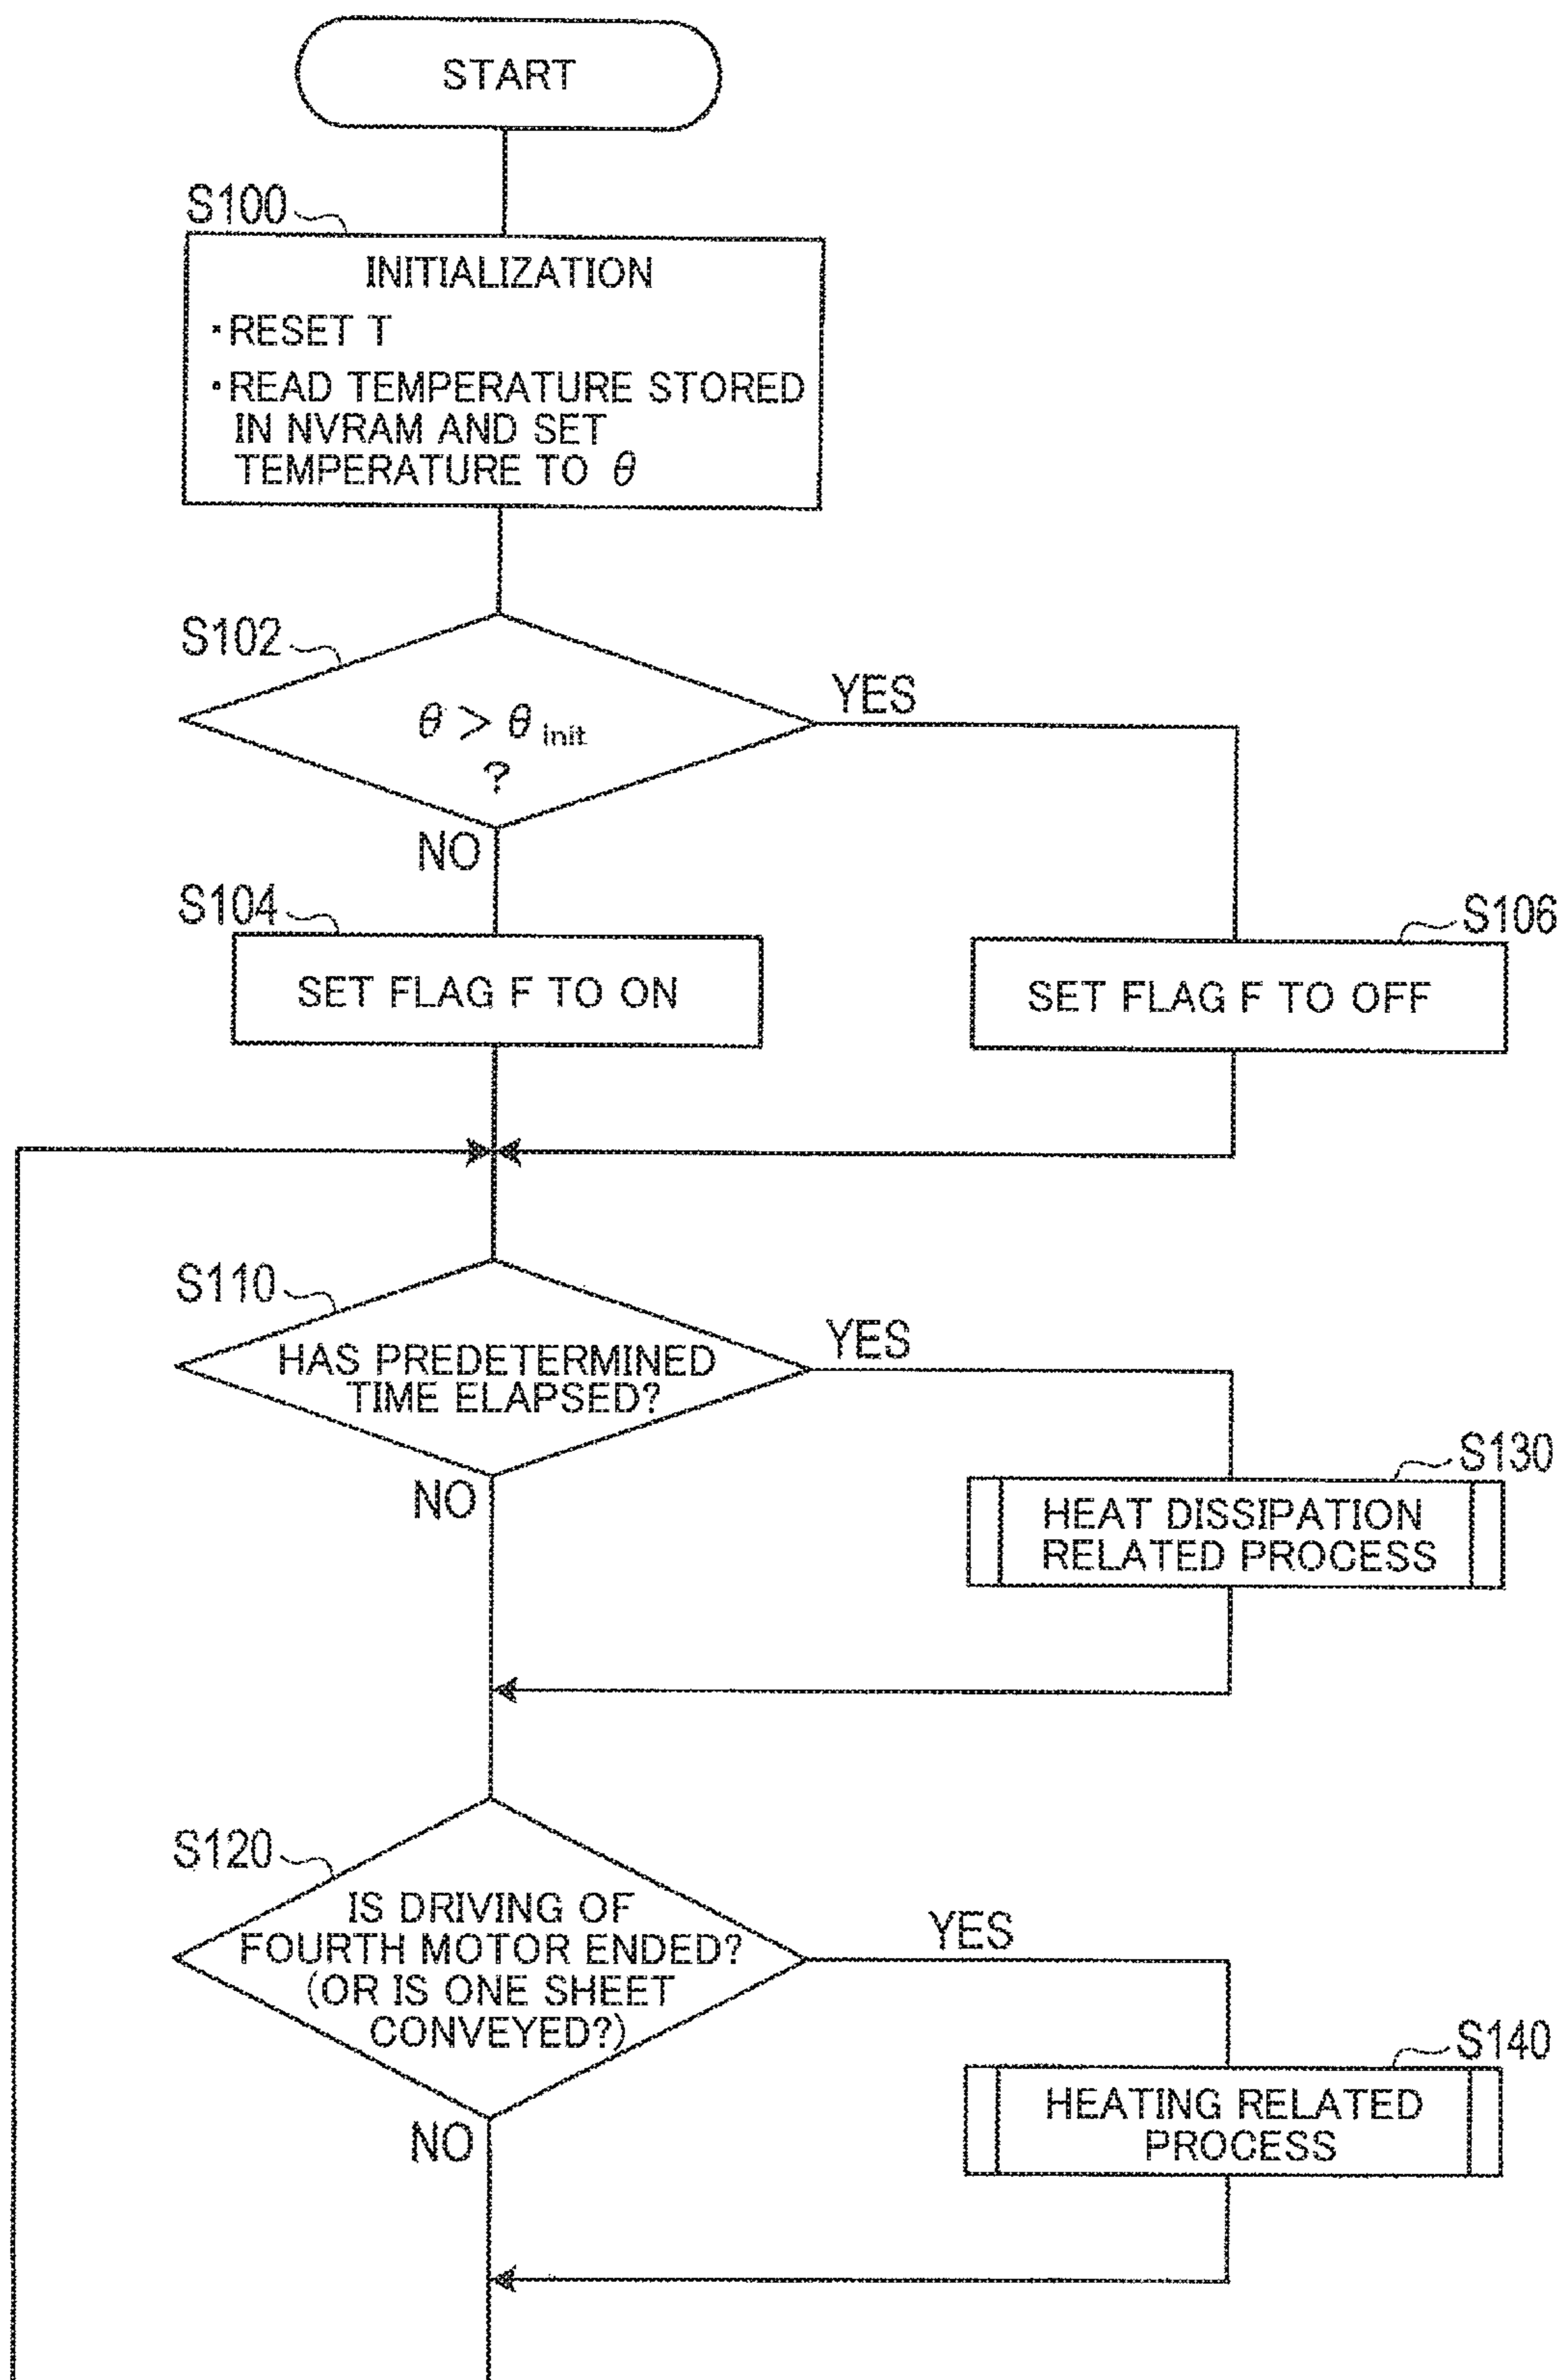 START
S100
INITIALIZATION
・RESET T
・READ TEMPERATURE STORED
IN NVRAM AND SET
TEMPERATURE TO θ
S102
θ > θ init
?
YES
NO
S104
SET FLAG F TO ON
S106
SET FLAG F TO OFF
S110
HAS PREDETERMINED
TIME ELAPSED?
YES
NO
S130
HEAT DISSIPATION
RELATED PROCESS
S120
IS DRIVING OF
FOURTH MOTOR ENDED?
(OR IS ONE SHEET
CONVEYED?)
YES
NO
S140
HEATING RELATED
PROCESS